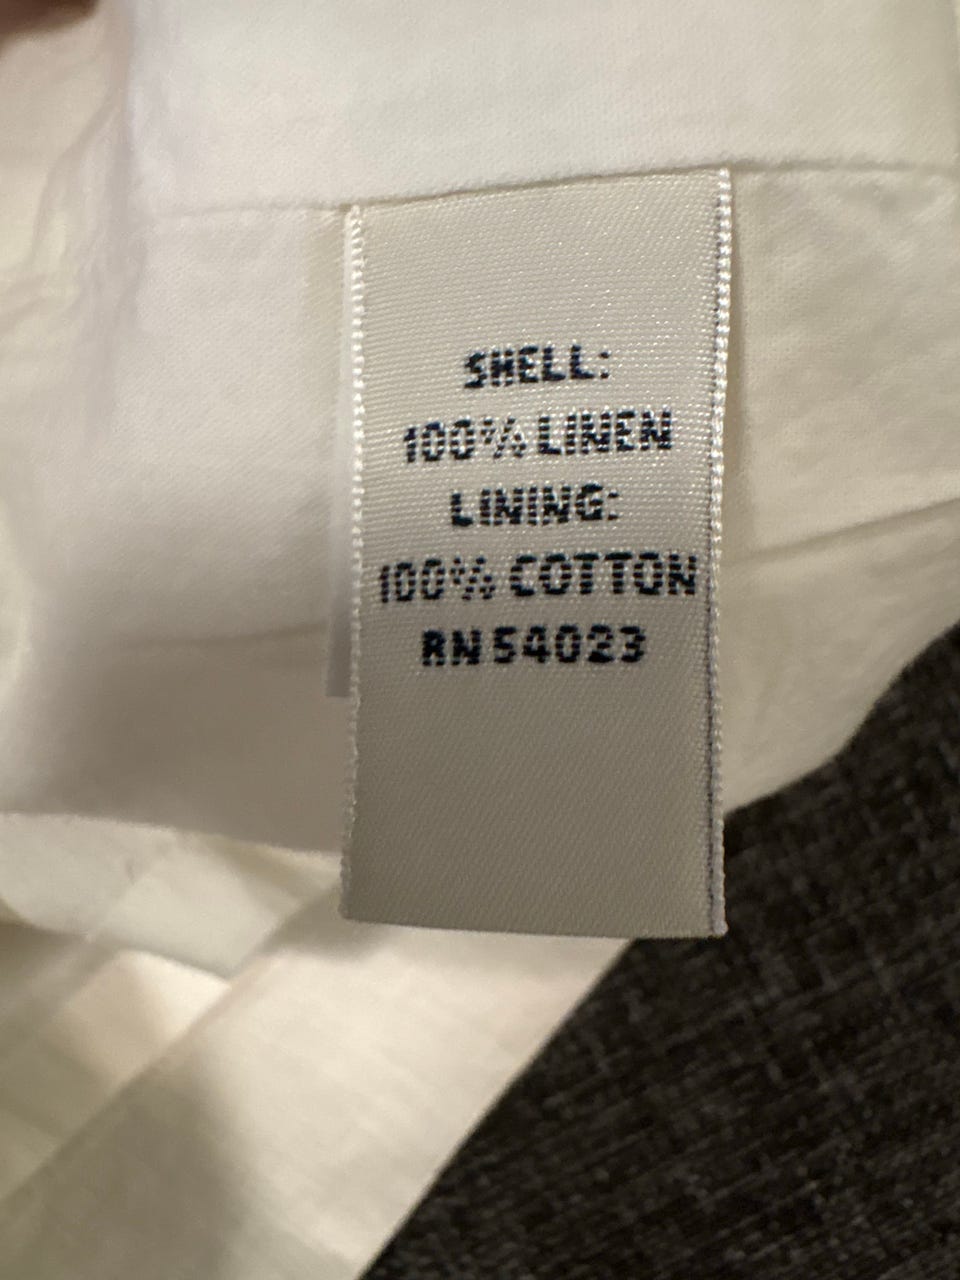 SHELL:
100% LINEN
LINING:
100% COTTON
RN 54023